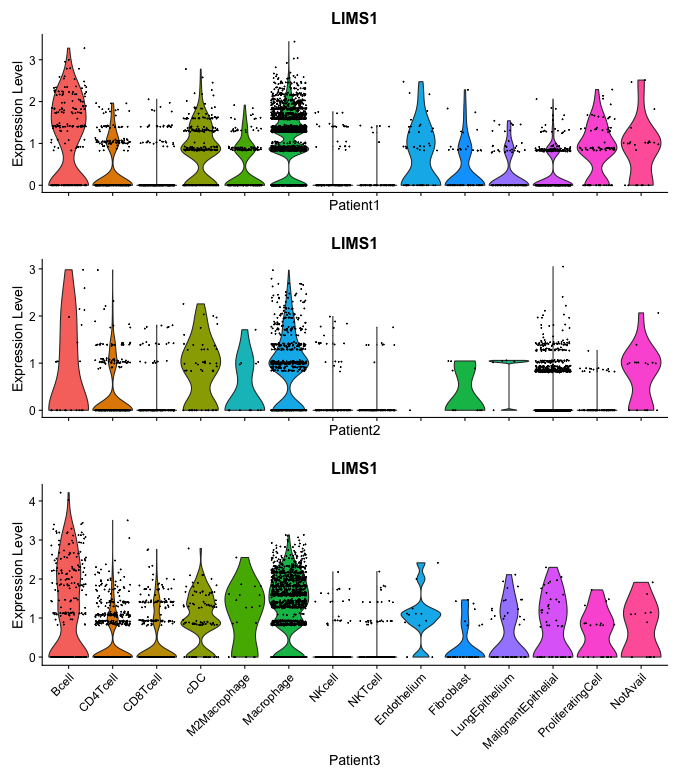 LIMS1
Expression Level
3
2
1
0
Patient1
LIMS1
Expression Level
3
2
1
0
Patient2
LIMS1
Expression Level
4
3
2
1
0
Bcell
CD4Tcell
CD8Tcell
cDC
M2Macrophage
Macrophage
NKcell
NKTcell
Endothelium
Fibroblast
LungEpithelium
MalignantEpithelial
ProliferatingCell
NotAvail
Patient3